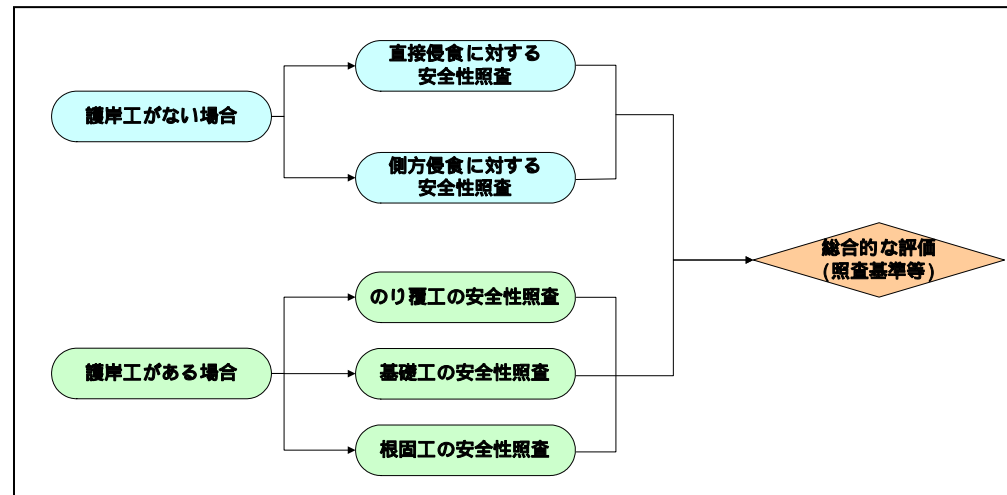 直接侵食に対する
安全性照査
護岸工がない場合
側方侵食に対する
安全性照査
総合的な評価
(照査基準等)
のり覆工の安全性照査
護岸工がある場合
基礎工の安全性照査
根固工の安全性照査